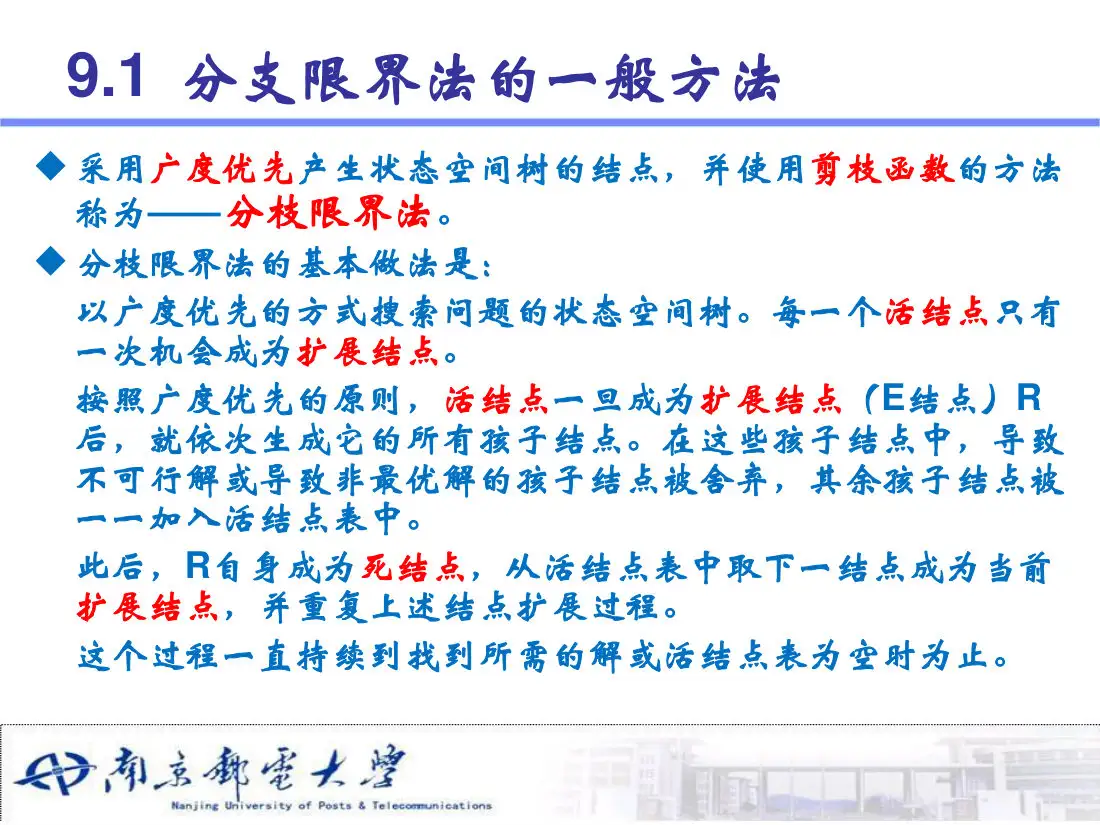 9.1 分支限界法的一般方法
采用广度优先产生状态空间树的结点，并使用剪枝函数的方法
称为——分枝限界法。
分枝限界法的基本做法是：
以广度优先的方式搜索问题的状态空间树。每一个活结点只有
一次机会成为扩展结点。
按照广度优先的原则，活结点一旦成为扩展结点（E结点）R
后，就依次生成它的所有孩子结点。在这些孩子结点中，导致
不可行解或导致非最优解的孩子结点被舍弃，其余孩子结点被
一一加入活结点表中。
此后，R自身成为死结点，从活结点表中取下一结点成为当前
扩展结点，并重复上述结点扩展过程。
这个过程一直持续到找到所需的解或活结点表为空时为止。
南京郵電大學
Nanjing University of Posts & Telecommunications